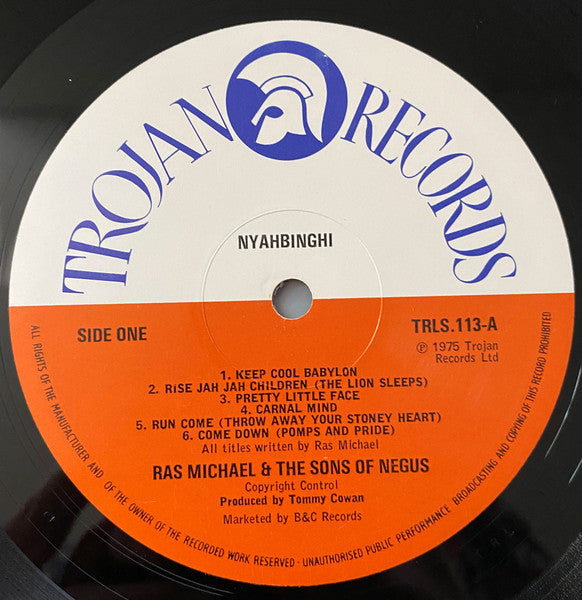 TROJAN RECORDS
NYAHBINGHI
SIDE ONE
TRLS.113-A
℗ 1975 Trojan
Records Ltd
1. KEEP COOL BABYLON
2. RISE JAH JAH CHILDREN (THE LION SLEEPS)
3. PRETTY LITTLE FACE
4. CARNAL MIND
5. RUN COME (THROW AWAY YOUR STONEY HEART)
6. COME DOWN (POMPS AND PRIDE)
All titles written by Ras Michael
RAS MICHAEL & THE SONS OF NEGUS
Copyright Control
Produced by Tommy Cowan
Marketed by B&C Records
ALL RIGHTS OF THE MANUFACTURER AND OF THE OWNER OF THE RECORDED WORK RESERVED - UNAUTHORISED PUBLIC PERFORMANCE BROADCASTING AND COPYING OF THIS RECORD PROHIBITED